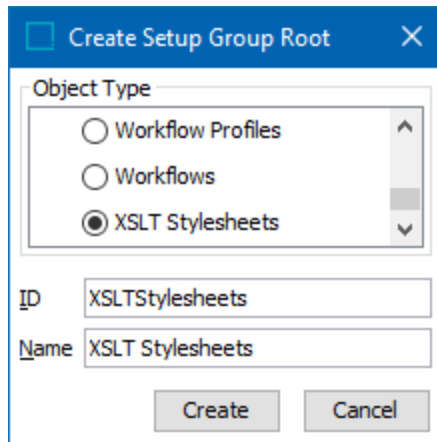 Create Setup Group Root
Object Type
Workflow Profiles
Workflows
XSLT Stylesheets
ID XSLTStylesheets
Name XSLT Stylesheets
Create Cancel